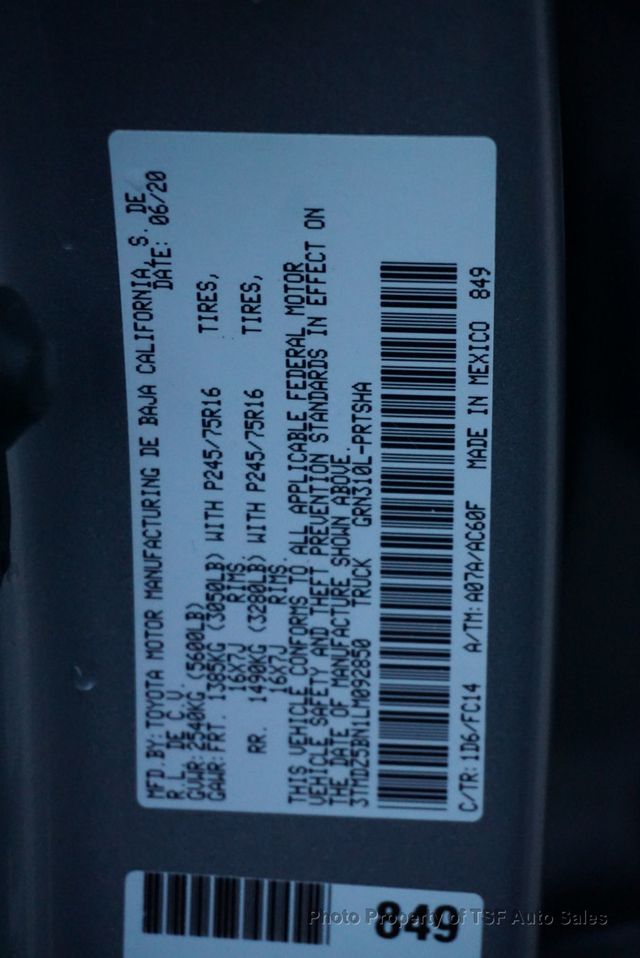 MFD. BY: TOYOTA MOTOR MANUFACTURING DE BAJA CALIFORNIA, S. DE
R. L. DE C. V. DATE: 06/20
GVWR: 2540KG (5600LB)
GAWR: FRT. 1385KG (3050LB) WITH P245/75R16 TIRES,
16X7J RIMS
RR. 1490KG (3280LB) WITH P245/75R16 TIRES,
16X7J RIMS
THIS VEHICLE CONFORMS TO ALL APPLICABLE FEDERAL MOTOR
VEHICLE SAFETY AND THEFT PREVENTION STANDARDS IN EFFECT ON
THE DATE OF MANUFACTURE SHOWN ABOVE.
3TMDZ5BN1LM092850 TRUCK GRN310L-PRTSHA
C/TR: 1D6/FC14 A/TM: A07A/AC60F MADE IN MEXICO 849
849
Photo Property of TSF Auto Sales